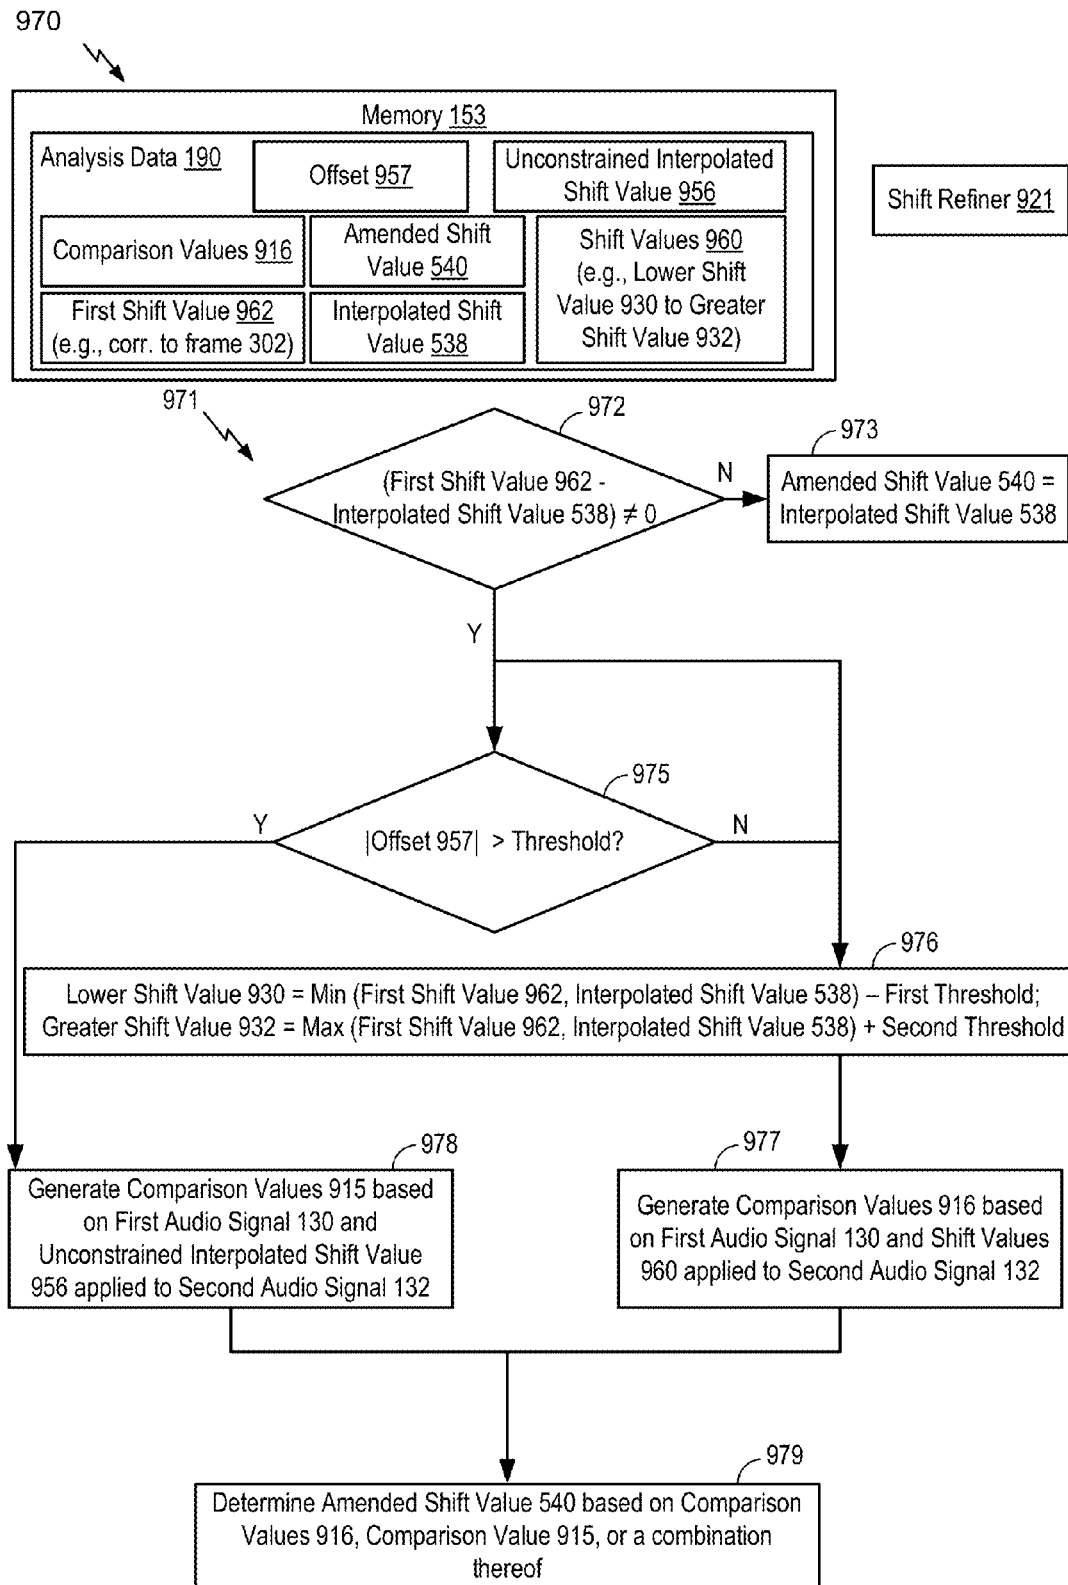 970
Memory 153
Analysis Data 190
Offset 957
Unconstrained Interpolated
Shift Value 956
Shift Refiner 921
Comparison Values 916
Amended Shift
Value 540
Shift Values 960
(e.g., Lower Shift
Value 930 to Greater
Shift Value 932)
First Shift Value 962
(e.g., corr. to frame 302)
Interpolated Shift
Value 538
971
972
(First Shift Value 962 -
Interpolated Shift Value 538) ≠ 0
N
973
Amended Shift Value 540 =
Interpolated Shift Value 538
Y
975
|Offset 957| > Threshold?
Y
N
976
Lower Shift Value 930 = Min (First Shift Value 962, Interpolated Shift Value 538) – First Threshold;
Greater Shift Value 932 = Max (First Shift Value 962, Interpolated Shift Value 538) + Second Threshold
978
Generate Comparison Values 915 based
on First Audio Signal 130 and
Unconstrained Interpolated Shift Value
956 applied to Second Audio Signal 132
977
Generate Comparison Values 916 based
on First Audio Signal 130 and Shift Values
960 applied to Second Audio Signal 132
979
Determine Amended Shift Value 540 based on Comparison
Values 916, Comparison Value 915, or a combination
thereof